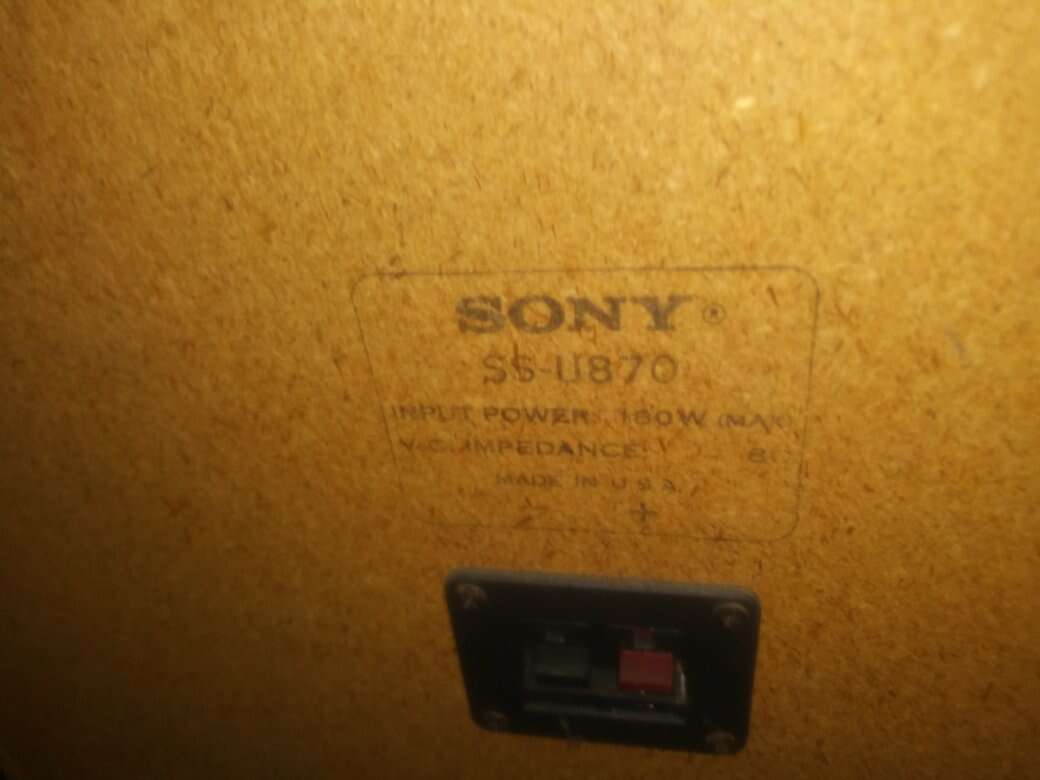 SONY®
SS-U870
INPUT POWER 160W (MAX)
V.C. IMPEDANCE 8
MADE IN U.S.A.
- +